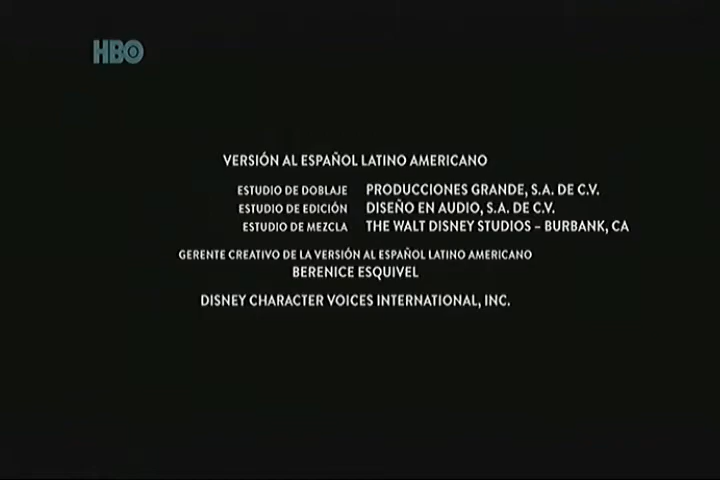 HBO
VERSIÓN AL ESPAÑOL LATINO AMERICANO
ESTUDIO DE DOBLAJE PRODUCCIONES GRANDE, S.A. DE C.V.
ESTUDIO DE EDICIÓN DISEÑO EN AUDIO, S.A. DE C.V.
ESTUDIO DE MEZCLA THE WALT DISNEY STUDIOS – BURBANK, CA
GERENTE CREATIVO DE LA VERSIÓN AL ESPAÑOL LATINO AMERICANO
BERENICE ESQUIVEL
DISNEY CHARACTER VOICES INTERNATIONAL, INC.